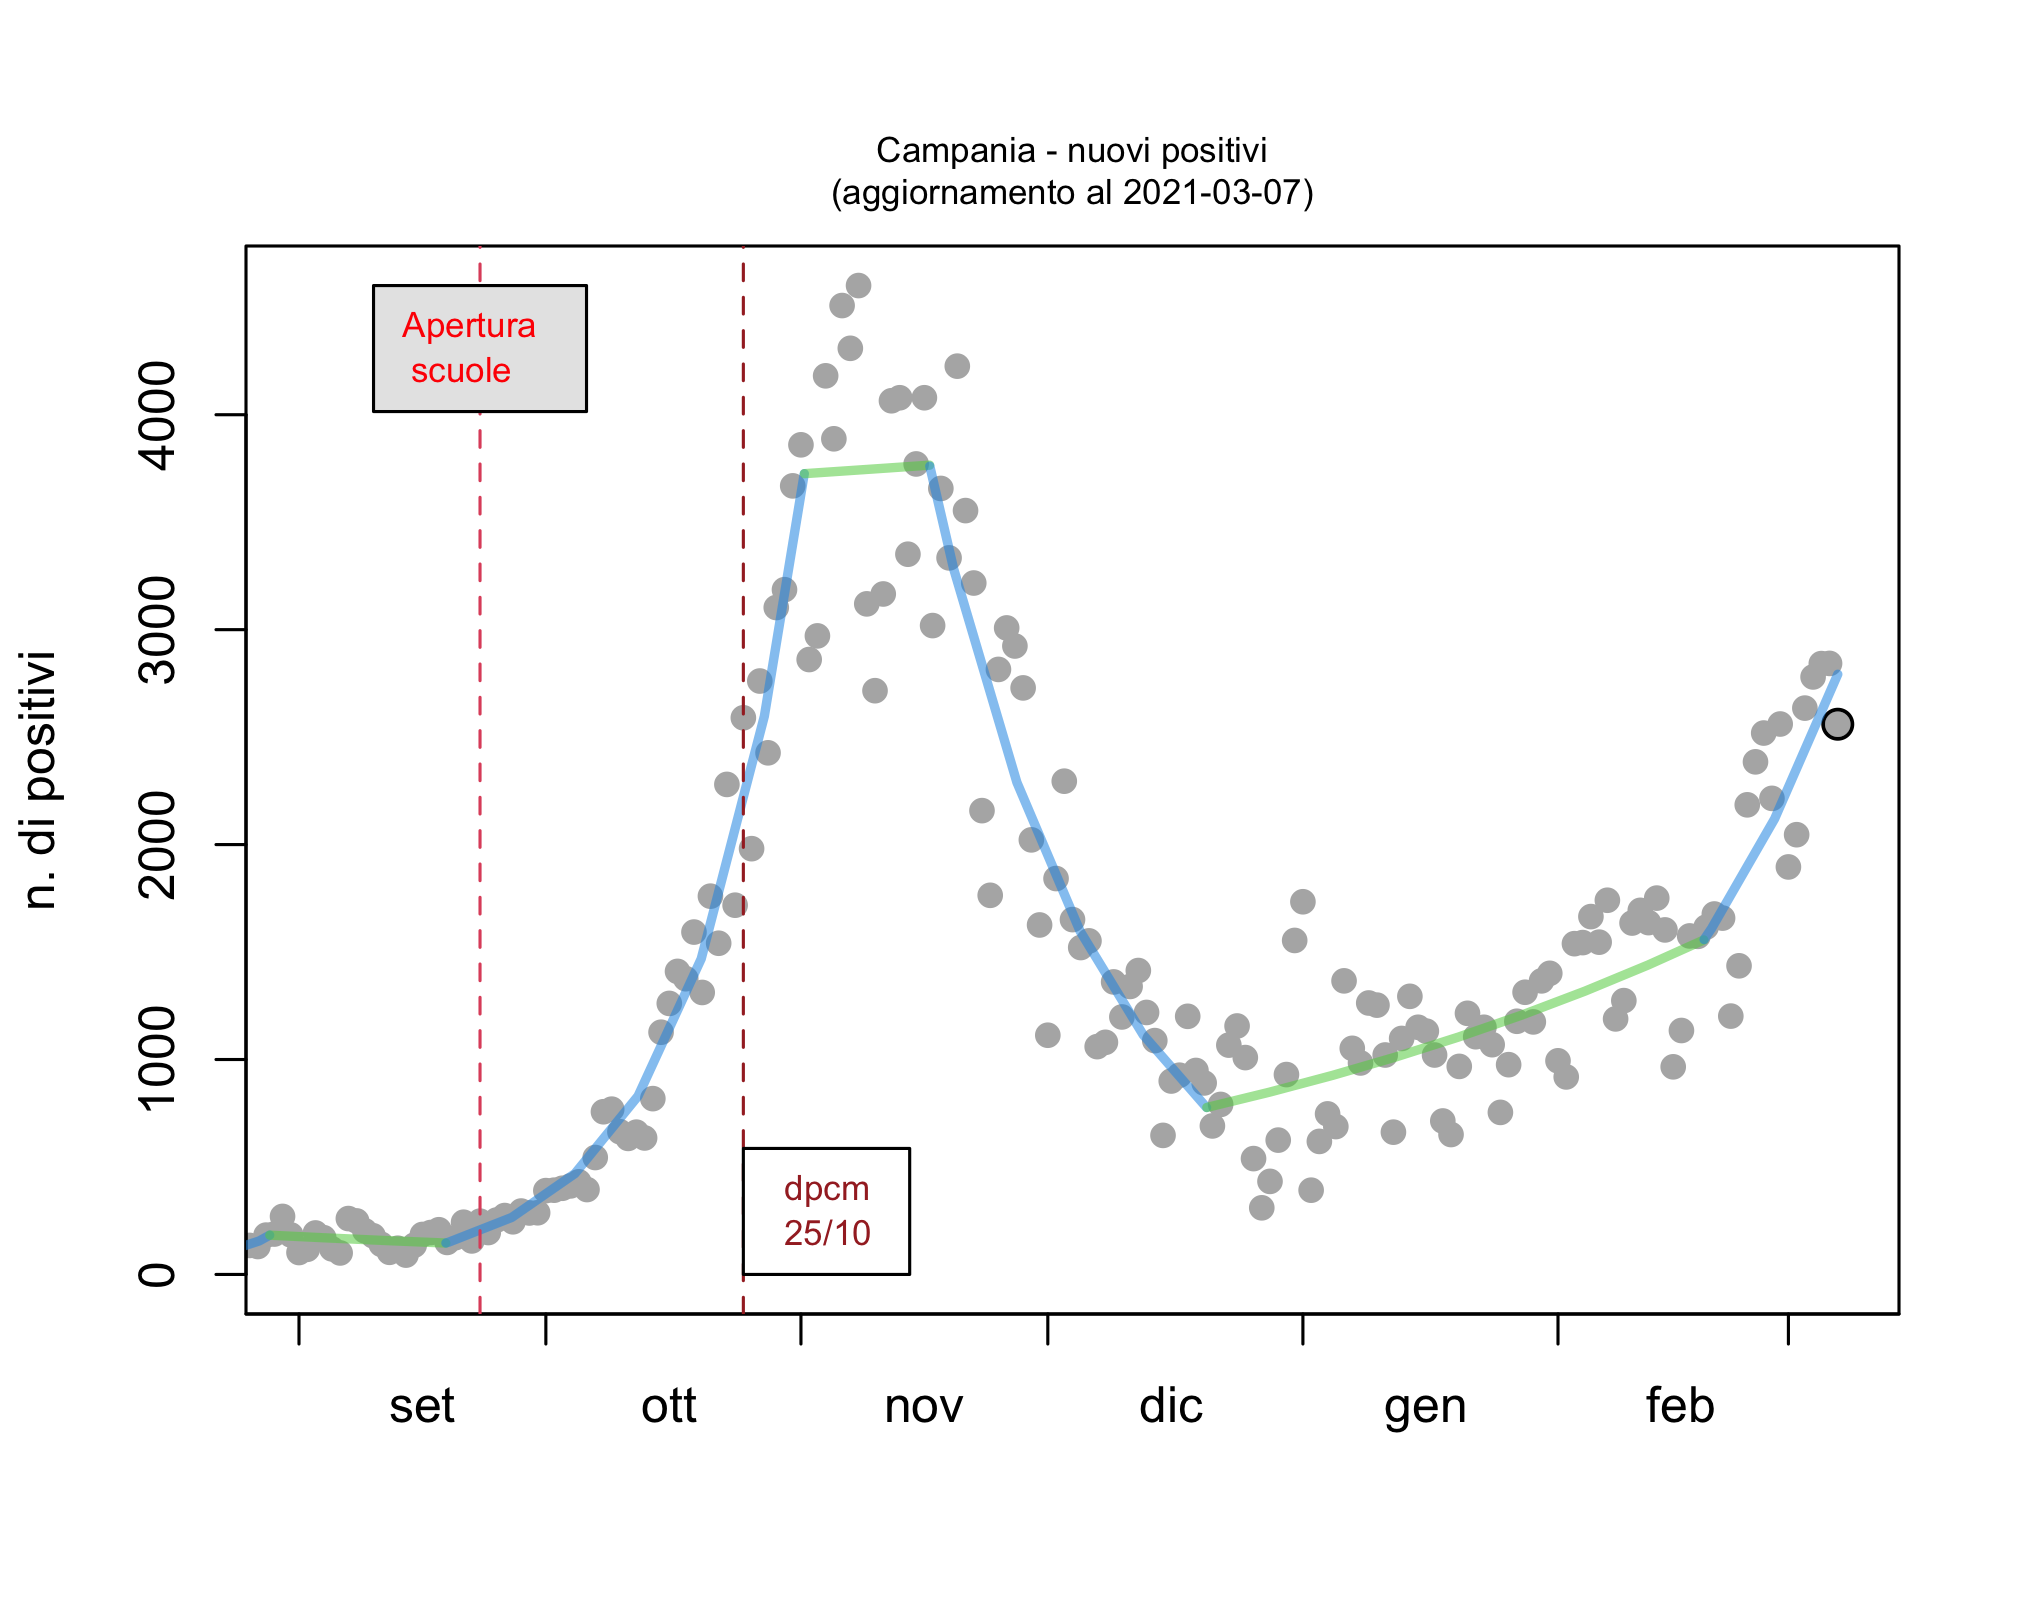 Campania - nuovi positivi
(aggiornamento al 2021-03-07)
Apertura
scuole
n. di positivi
4000
3000
2000
1000
0
dpcm
25/10
set
ott
nov
dic
gen
feb